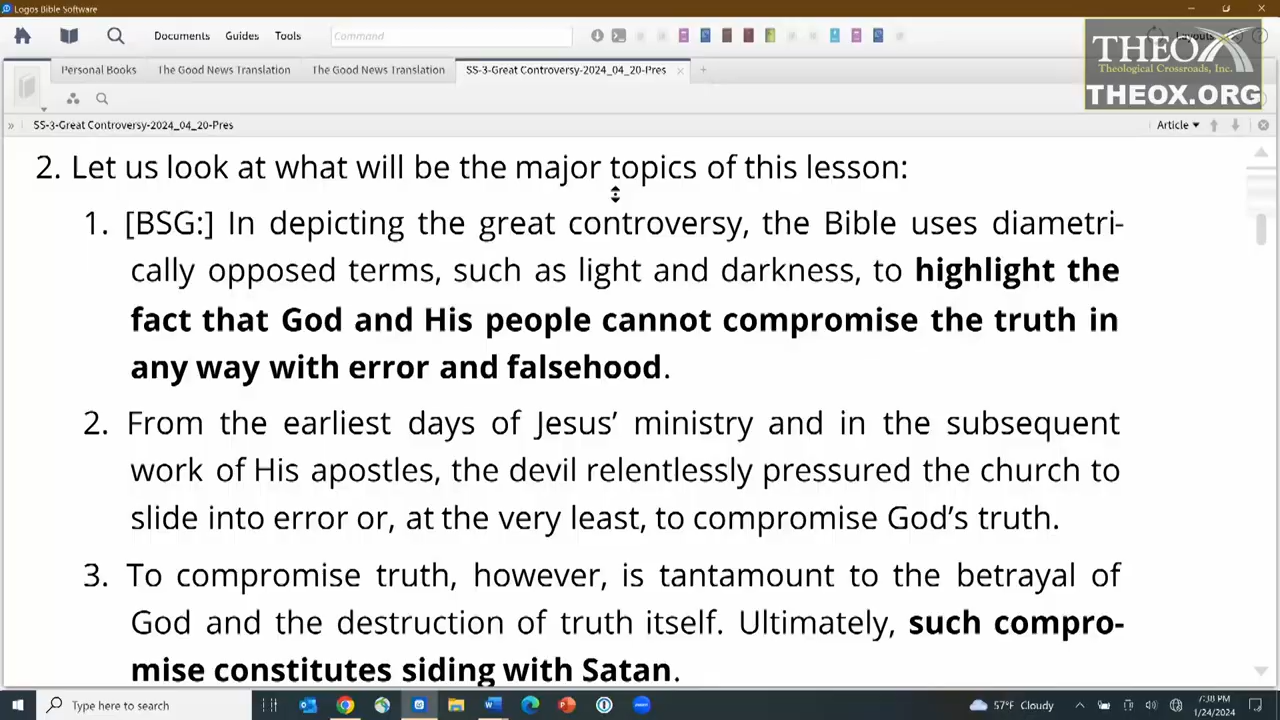 Logos Bible Software
Documents Guides Tools Command Layouts
THEOX
Theological Crossroads, Inc.
THEOX.ORG
Personal Books The Good News Translation The Good News Translati SS-3-Great Controversy-2024_04_20-Pres
SS-3-Great Controversy-2024_04_20-Pres Article
2. Let us look at what will be the major topics of this lesson:
1. [BSG:] In depicting the great controversy, the Bible uses diametri-
cally opposed terms, such as light and darkness, to highlight the
fact that God and His people cannot compromise the truth in
any way with error and falsehood.
2. From the earliest days of Jesus’ ministry and in the subsequent
work of His apostles, the devil relentlessly pressured the church to
slide into error or, at the very least, to compromise God’s truth.
3. To compromise truth, however, is tantamount to the betrayal of
God and the destruction of truth itself. Ultimately, such compro-
mise constitutes siding with Satan.
Type here to search 57°F Cloudy 7:38 PM
1/24/2024